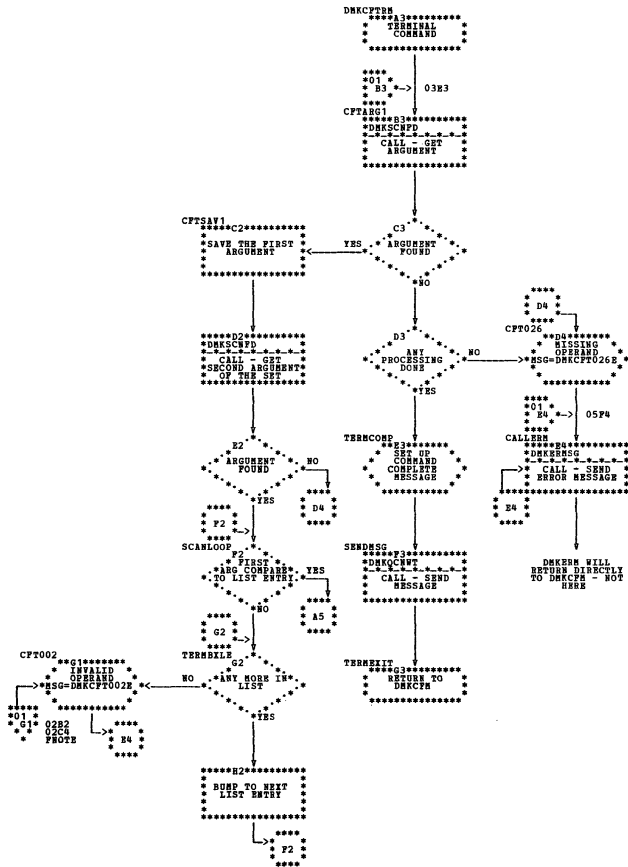 DMKCFTRM
A3
TERMINAL
COMMAND
01
B3
03E3
CFTARG1
B3
DMKSCNFD
CALL - GET
ARGUMENT
CFTSAV1
C2
SAVE THE FIRST
ARGUMENT
YES
C3
ARGUMENT
FOUND
NO
D4
CFT026
D2
DMKSCNFD
CALL - GET
SECOND ARGUMENT
OF THE SET
D3
ANY
PROCESSING
DONE
NO
YES
D4
MISSING
OPERAND
MSG=DMKCFT026E
01
E4
05F4
E2
ARGUMENT
FOUND
NO
YES
D4
TERMCOMP
E3
SET UP
COMMAND
COMPLETE
MESSAGE
CALLERM
E4
DMKERMSG
CALL - SEND
ERROR MESSAGE
E4
F2
SCANLOOP
F2
FIRST
ARG COMPARE
TO LIST ENTRY
YES
NO
A5
SENDMSG
F3
DMKQCNWT
CALL - SEND
MESSAGE
DMKERM WILL
RETURN DIRECTLY
TO DMKCFM - NOT
HERE
G2
CFT002
G1
INVALID
OPERAND
MSG=DMKCFT002E
NO
G2
ANY MORE IN
LIST
YES
TERMEXIT
G3
RETURN TO
DMKCFM
01
G1
02B2
02C4
FNOTE
E4
H2
BUMP TO NEXT
LIST ENTRY
F2